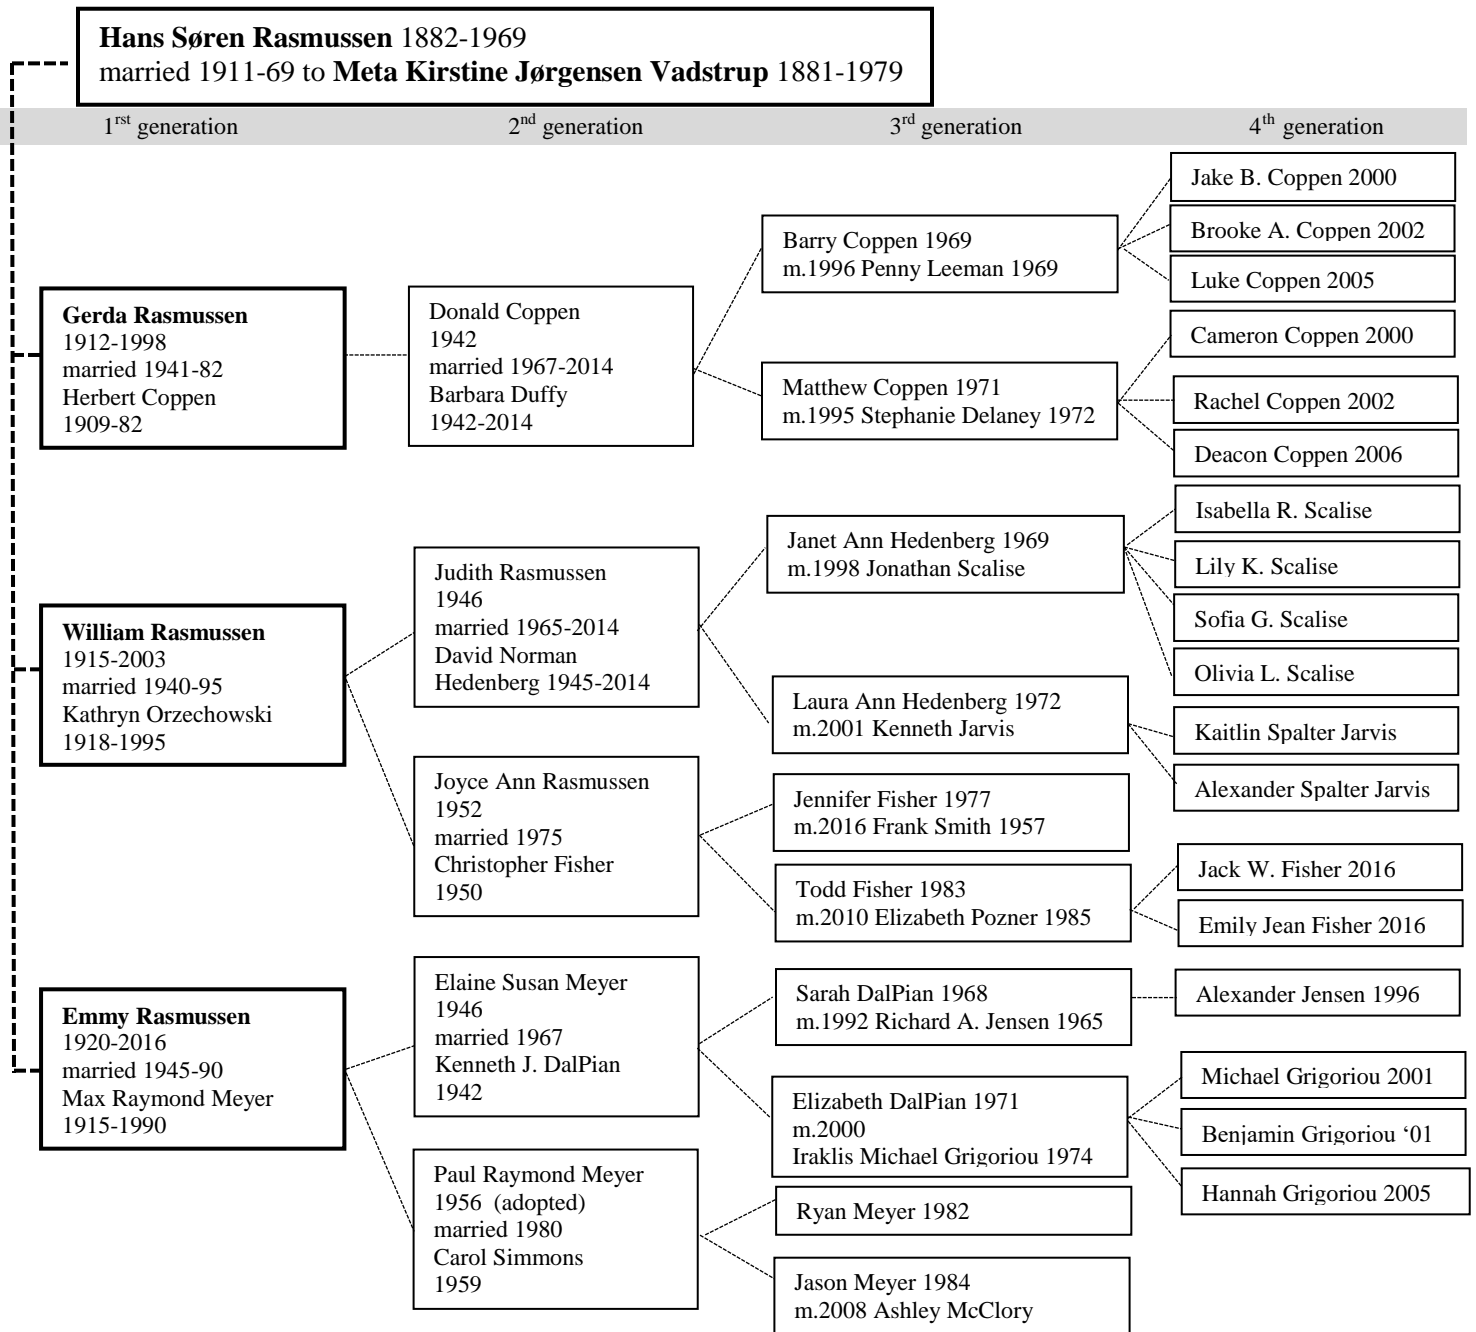 Hans Søren Rasmussen 1882-1969
married 1911-69 to Meta Kirstine Jørgensen Vadstrup 1881-1979
1rst generation
2nd generation
3rd generation
4th generation
Gerda Rasmussen
1912-1998
married 1941-82
Herbert Coppen
1909-82
Donald Coppen
1942
married 1967-2014
Barbara Duffy
1942-2014
Barry Coppen 1969
m.1996 Penny Leeman 1969
Jake B. Coppen 2000
Brooke A. Coppen 2002
Luke Coppen 2005
Matthew Coppen 1971
m.1995 Stephanie Delaney 1972
Cameron Coppen 2000
Rachel Coppen 2002
Deacon Coppen 2006
William Rasmussen
1915-2003
married 1940-95
Kathryn Orzechowski
1918-1995
Judith Rasmussen
1946
married 1965-2014
David Norman
Hedenberg 1945-2014
Janet Ann Hedenberg 1969
m.1998 Jonathan Scalise
Isabella R. Scalise
Lily K. Scalise
Sofia G. Scalise
Olivia L. Scalise
Laura Ann Hedenberg 1972
m.2001 Kenneth Jarvis
Kaitlin Spalter Jarvis
Alexander Spalter Jarvis
Joyce Ann Rasmussen
1952
married 1975
Christopher Fisher
1950
Jennifer Fisher 1977
m.2016 Frank Smith 1957
Todd Fisher 1983
m.2010 Elizabeth Pozner 1985
Jack W. Fisher 2016
Emily Jean Fisher 2016
Emmy Rasmussen
1920-2016
married 1945-90
Max Raymond Meyer
1915-1990
Elaine Susan Meyer
1946
married 1967
Kenneth J. DalPian
1942
Sarah DalPian 1968
m.1992 Richard A. Jensen 1965
Alexander Jensen 1996
Elizabeth DalPian 1971
m.2000
Iraklis Michael Grigoriou 1974
Michael Grigoriou 2001
Benjamin Grigoriou ‘01
Hannah Grigoriou 2005
Paul Raymond Meyer
1956 (adopted)
married 1980
Carol Simmons
1959
Ryan Meyer 1982
Jason Meyer 1984
m.2008 Ashley McClory